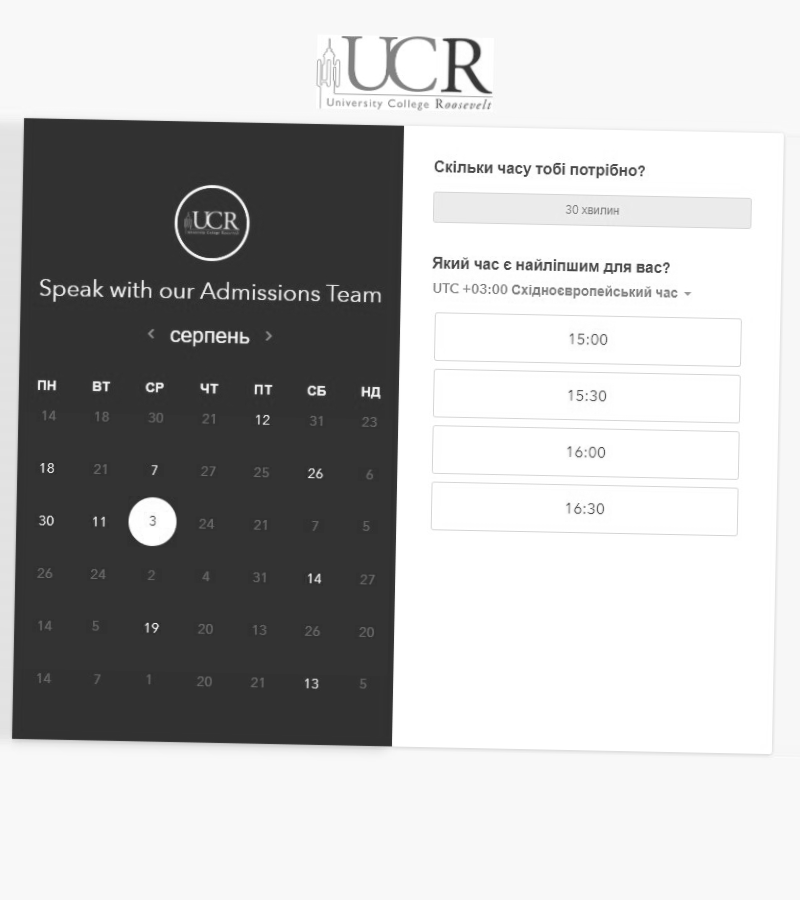 UCR
University College Roosevelt
UCR
Speak with our Admissions Team
серпень
ПН ВТ СР ЧТ ПТ СБ НД
14 18 30 21 12 31 23
18 21 7 27 25 26 6
30 11 3 24 21 7 5
26 24 2 4 31 14 27
14 5 19 20 13 26 20
14 7 1 20 21 13 5
Скільки часу тобі потрібно?
30 хвилин
Який час є найліпшим для вас?
UTC +03:00 Східноєвропейський час
15:00
15:30
16:00
16:30